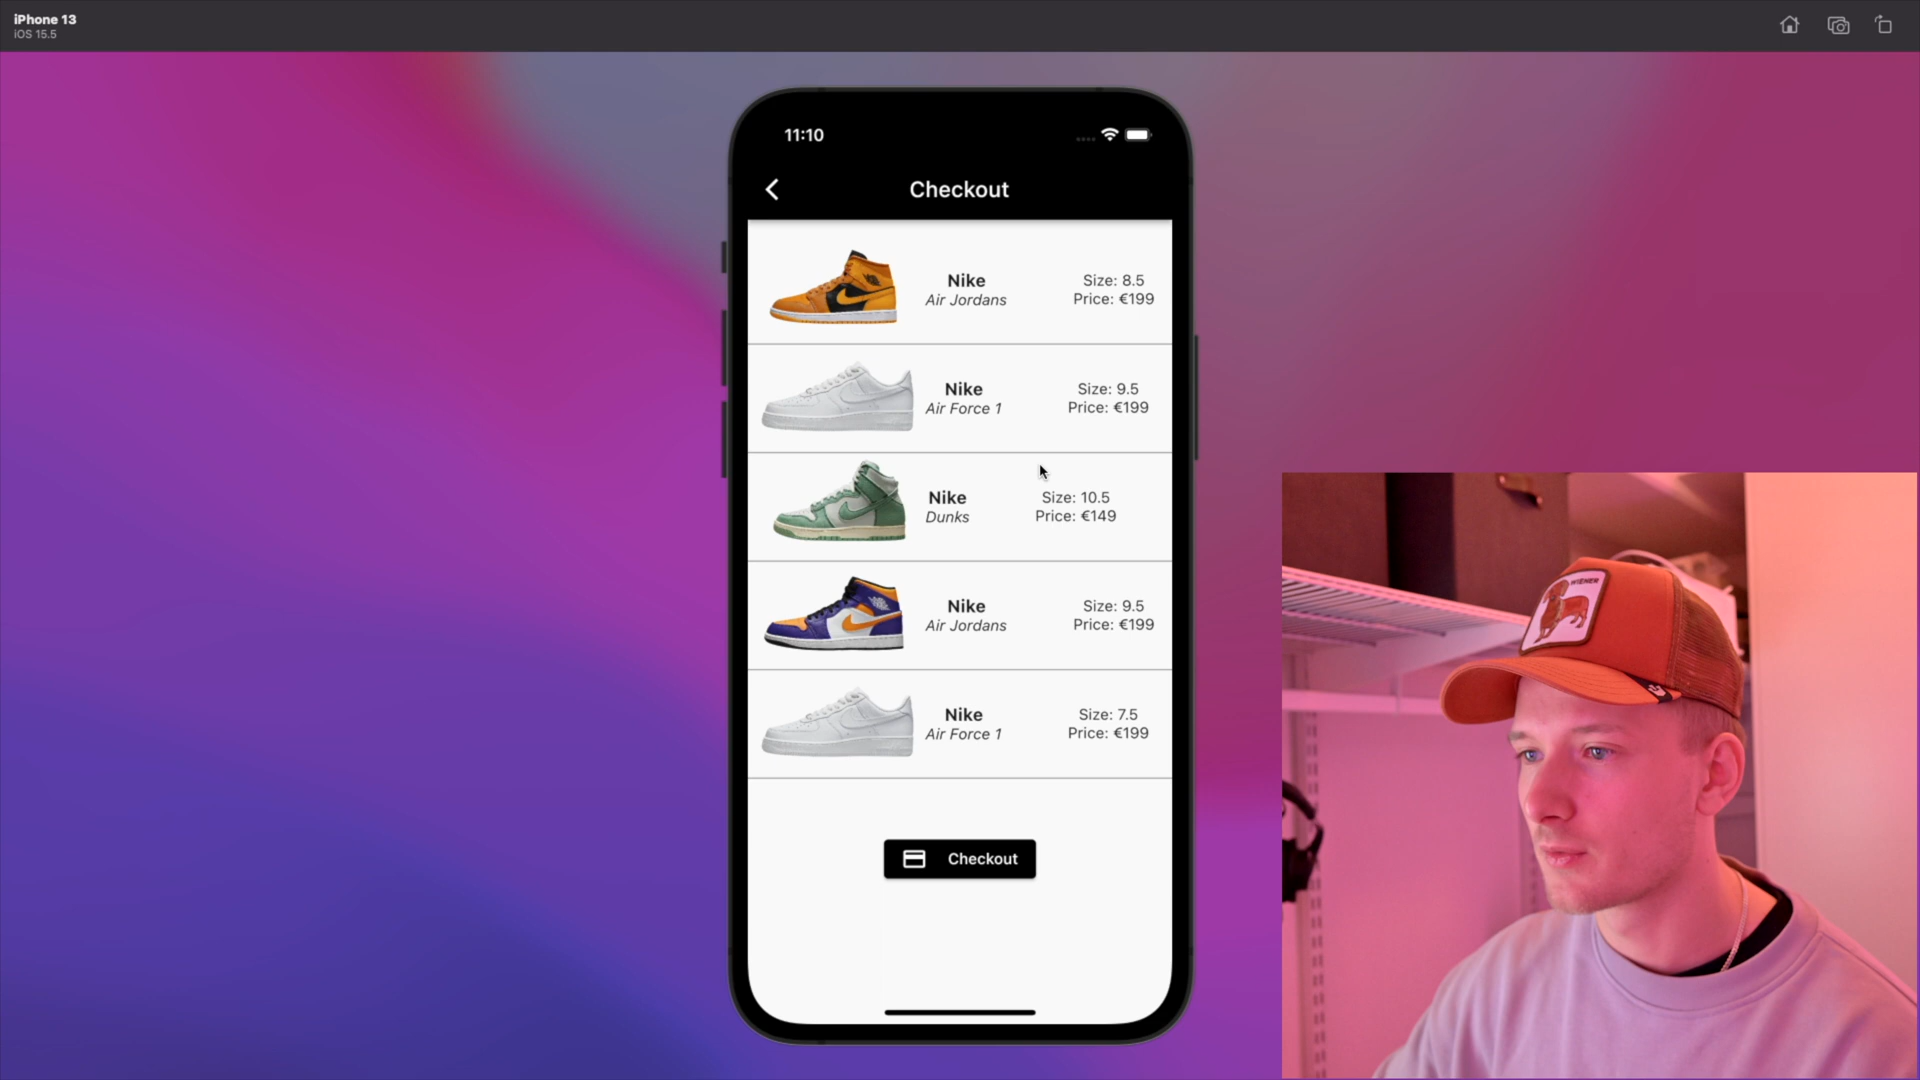 iPhone 13
iOS 15.5
11:10
Checkout
Nike
Air Jordans
Size: 8.5
Price: €199
Nike
Air Force 1
Size: 9.5
Price: €199
Nike
Dunks
Size: 10.5
Price: €149
Nike
Air Jordans
Size: 9.5
Price: €199
Nike
Air Force 1
Size: 7.5
Price: €199
Checkout
WIENER